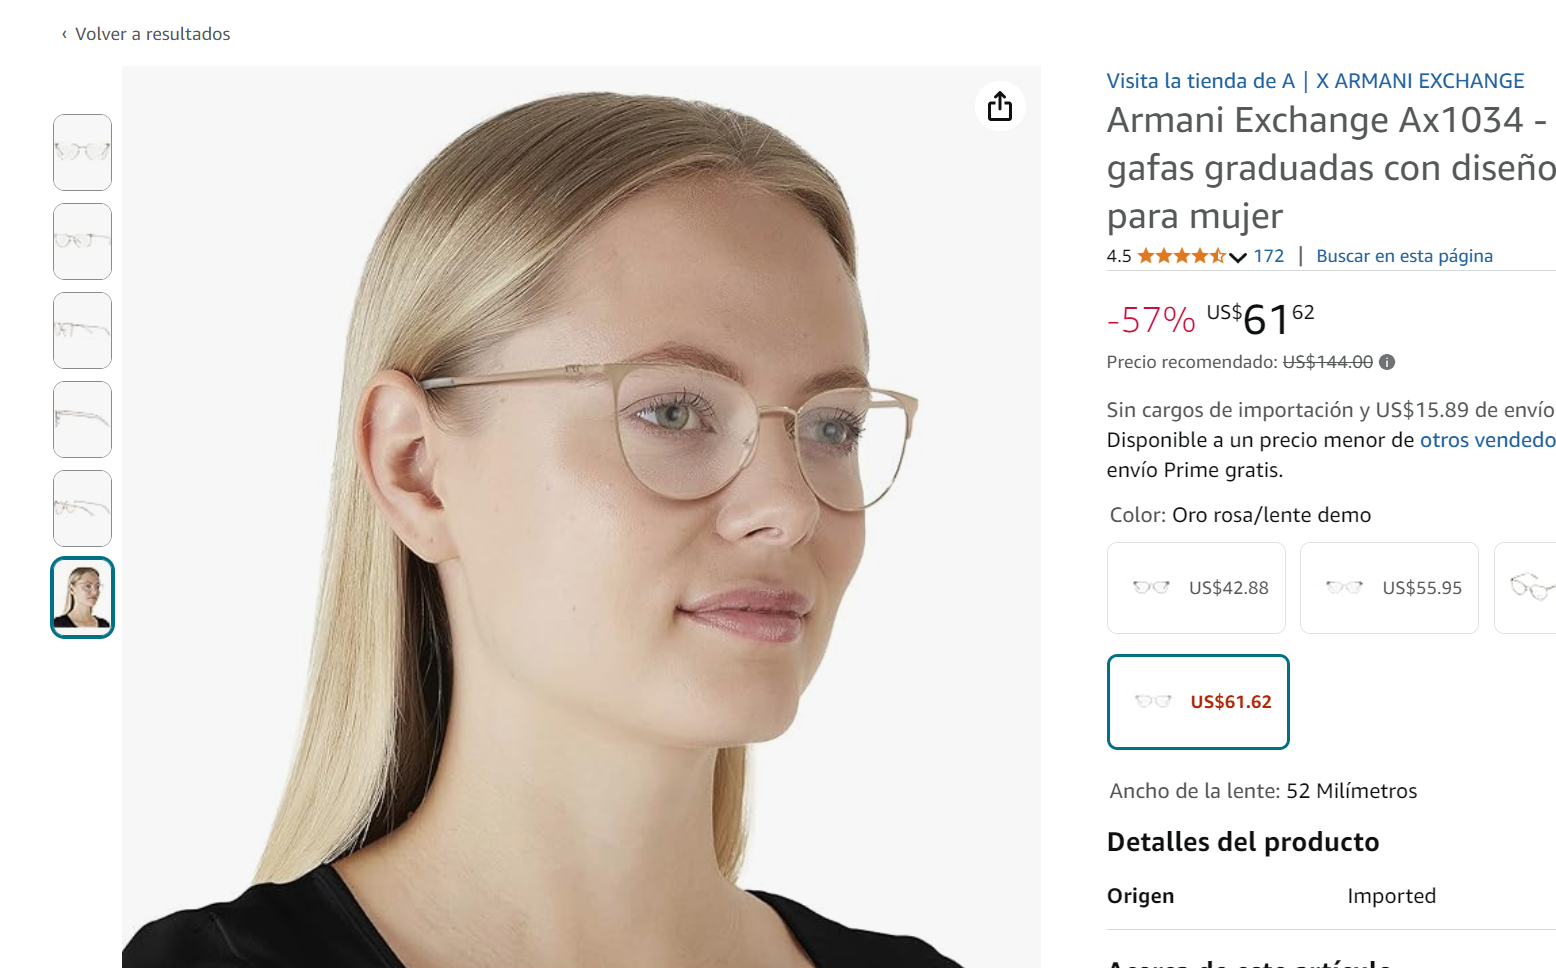 ‹ Volver a resultados
Visita la tienda de A | X ARMANI EXCHANGE
Armani Exchange Ax1034 -
gafas graduadas con diseño
para mujer
4.5 172 | Buscar en esta página
-57% US$61 62
Precio recomendado: US$144.00
Sin cargos de importación y US$15.89 de envío
Disponible a un precio menor de otros vendedo
envío Prime gratis.
Color: Oro rosa/lente demo
US$42.88 US$55.95
US$61.62
Ancho de la lente: 52 Milímetros
Detalles del producto
Origen Imported
Acerca de este artículo